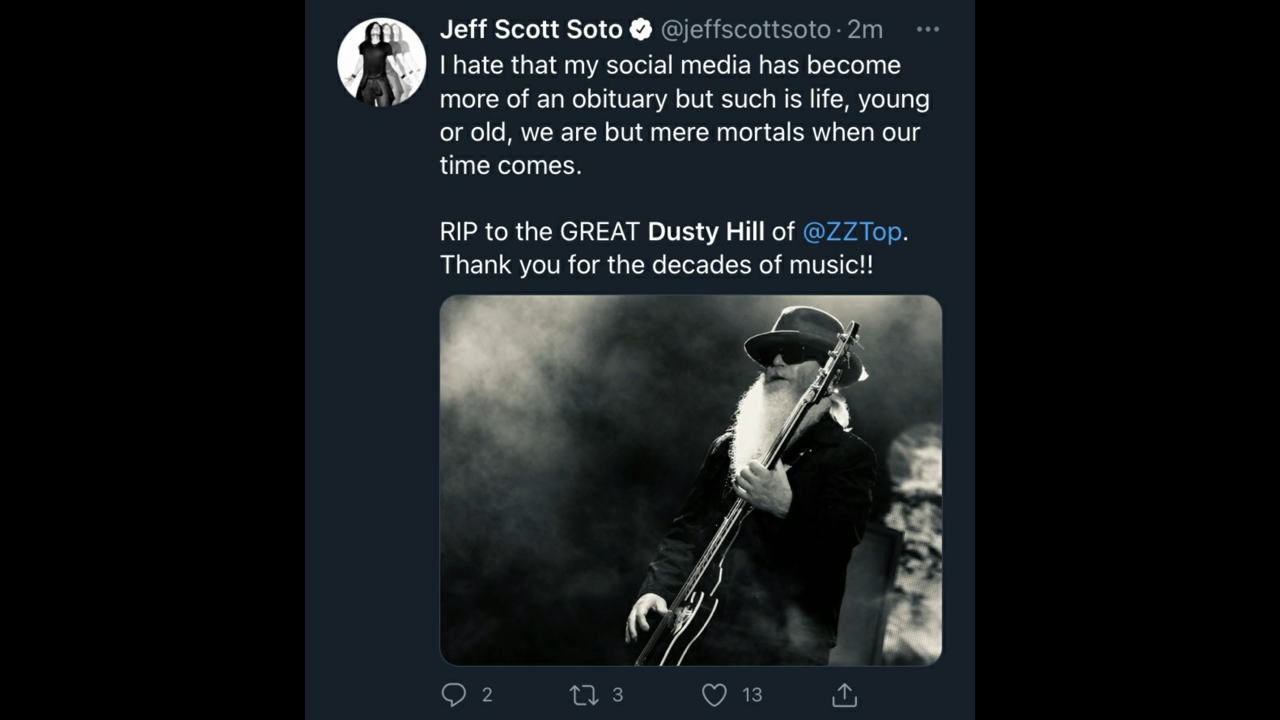 Jeff Scott Soto @jeffscottsoto · 2m
I hate that my social media has become
more of an obituary but such is life, young
or old, we are but mere mortals when our
time comes.
RIP to the GREAT Dusty Hill of @ZZTop.
Thank you for the decades of music!!
2 3 13